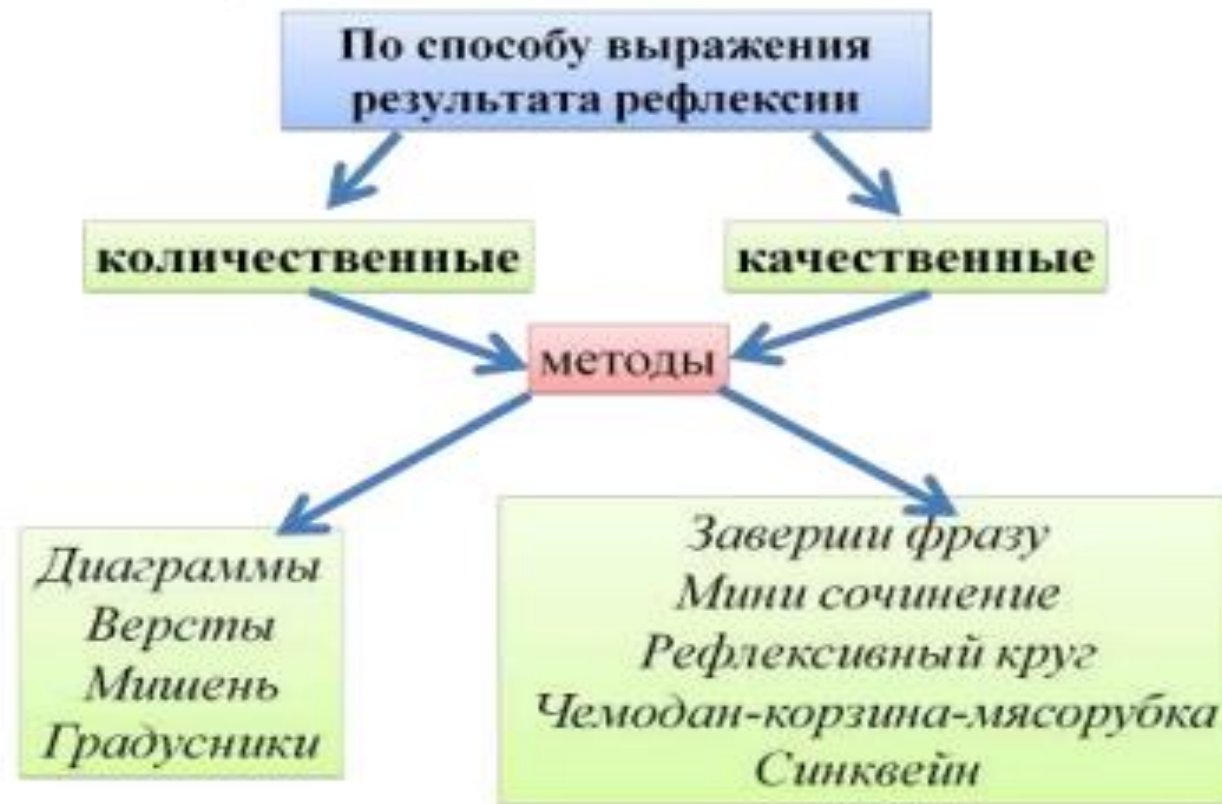 По способу выражения
результата рефлексии
количественные
качественные
методы
Диаграммы
Версты
Мишень
Градусники
Заверши фразу
Мини сочинение
Рефлексивный круг
Чемодан-корзина-мясорубка
Синквейн